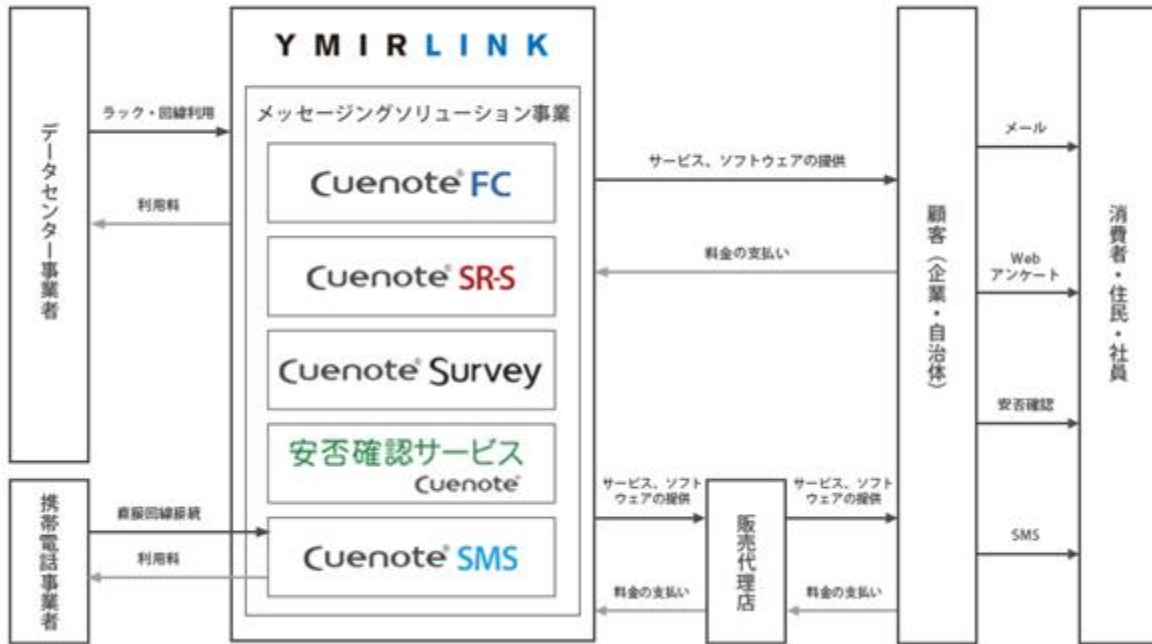 YMIRLINK
メッセージングソリューション事業
Cuenote® FC
Cuenote® SR-S
Cuenote® Survey
安否確認サービス
Cuenote®
Cuenote® SMS
データセンター事業者
ラック・回線利用
利用料
携帯電話事業者
直接回線接続
利用料
サービス、ソフトウェアの提供
料金の支払い
サービス、ソフト
ウェアの提供
料金の支払い
販売代理店
サービス、ソフト
ウェアの提供
料金の支払い
顧客（企業・自治体）
メール
Web
アンケート
安否確認
SMS
消費者・住民・社員